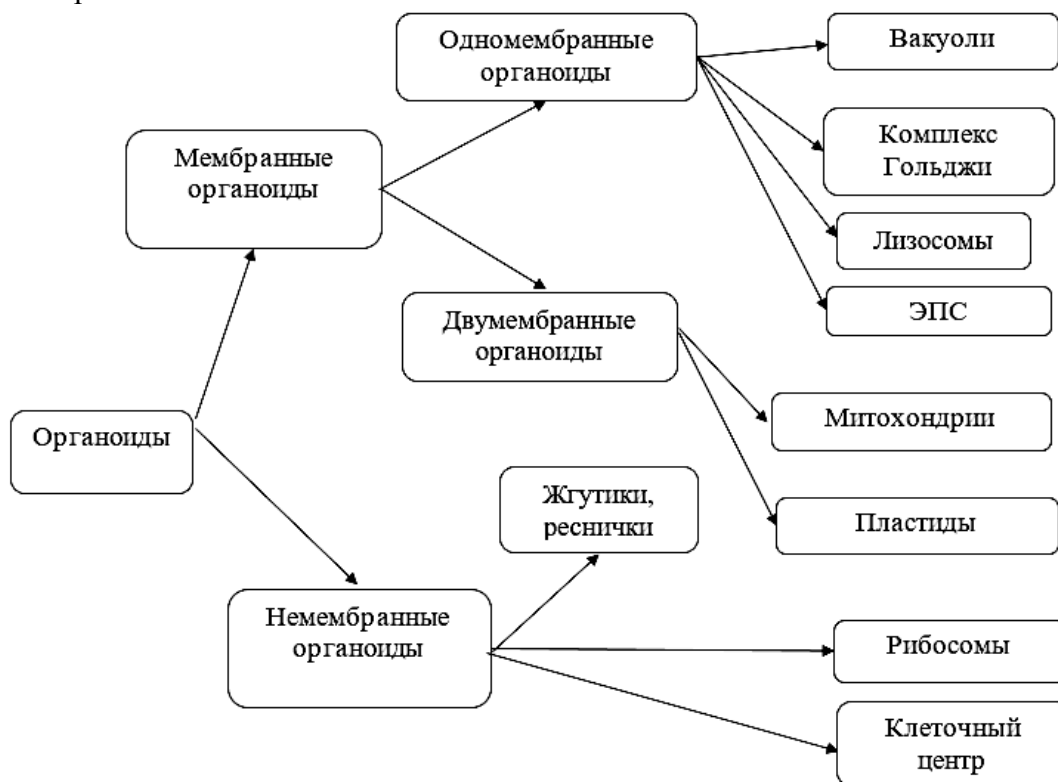 Одномембранные
органоиды
Вакуоли
Комплекс
Гольджи
Мембранные
органоиды
Лизосомы
ЭПС
Двумембранные
органоиды
Митохондрии
Органоиды
Жгутики,
реснички
Пластиды
Немембранные
органоиды
Рибосомы
Клеточный
центр